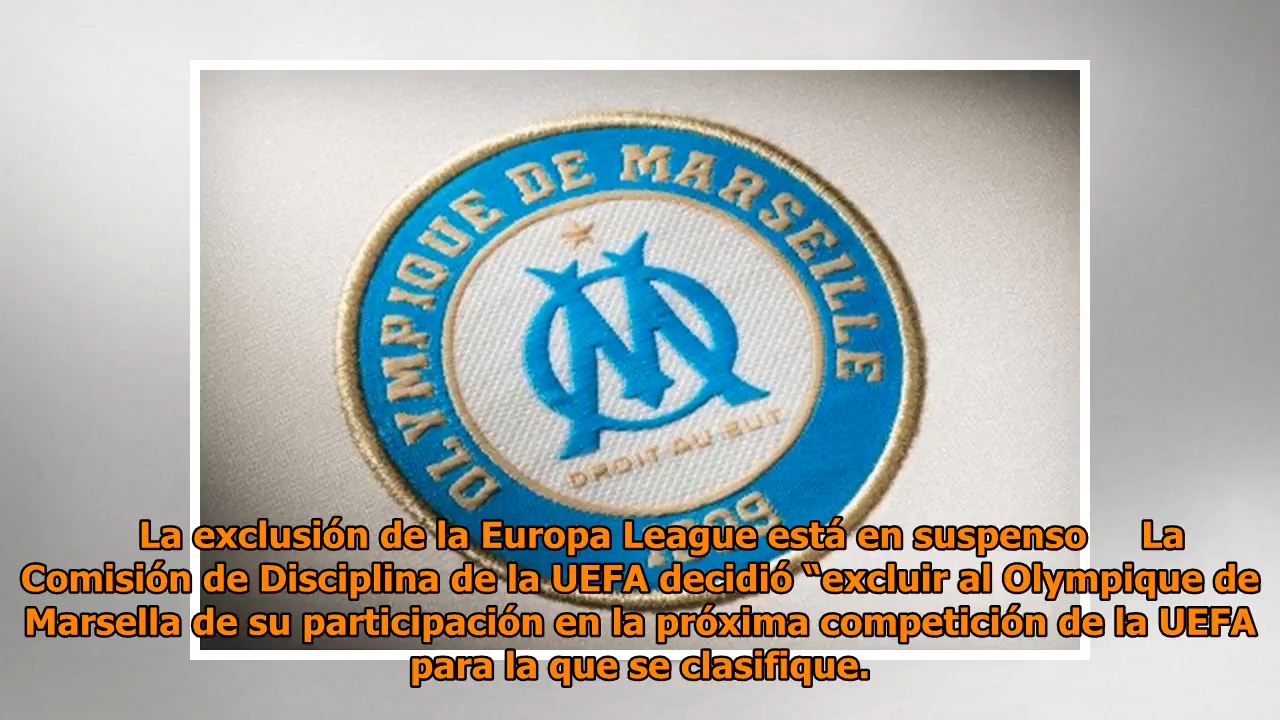 OLYMPIQUE DE MARSEILLE
DROIT AU BUT
La exclusión de la Europa League está en suspenso La
Comisión de Disciplina de la UEFA decidió “excluir al Olympique de
Marsella de su participación en la próxima competición de la UEFA
para la que se clasifique.